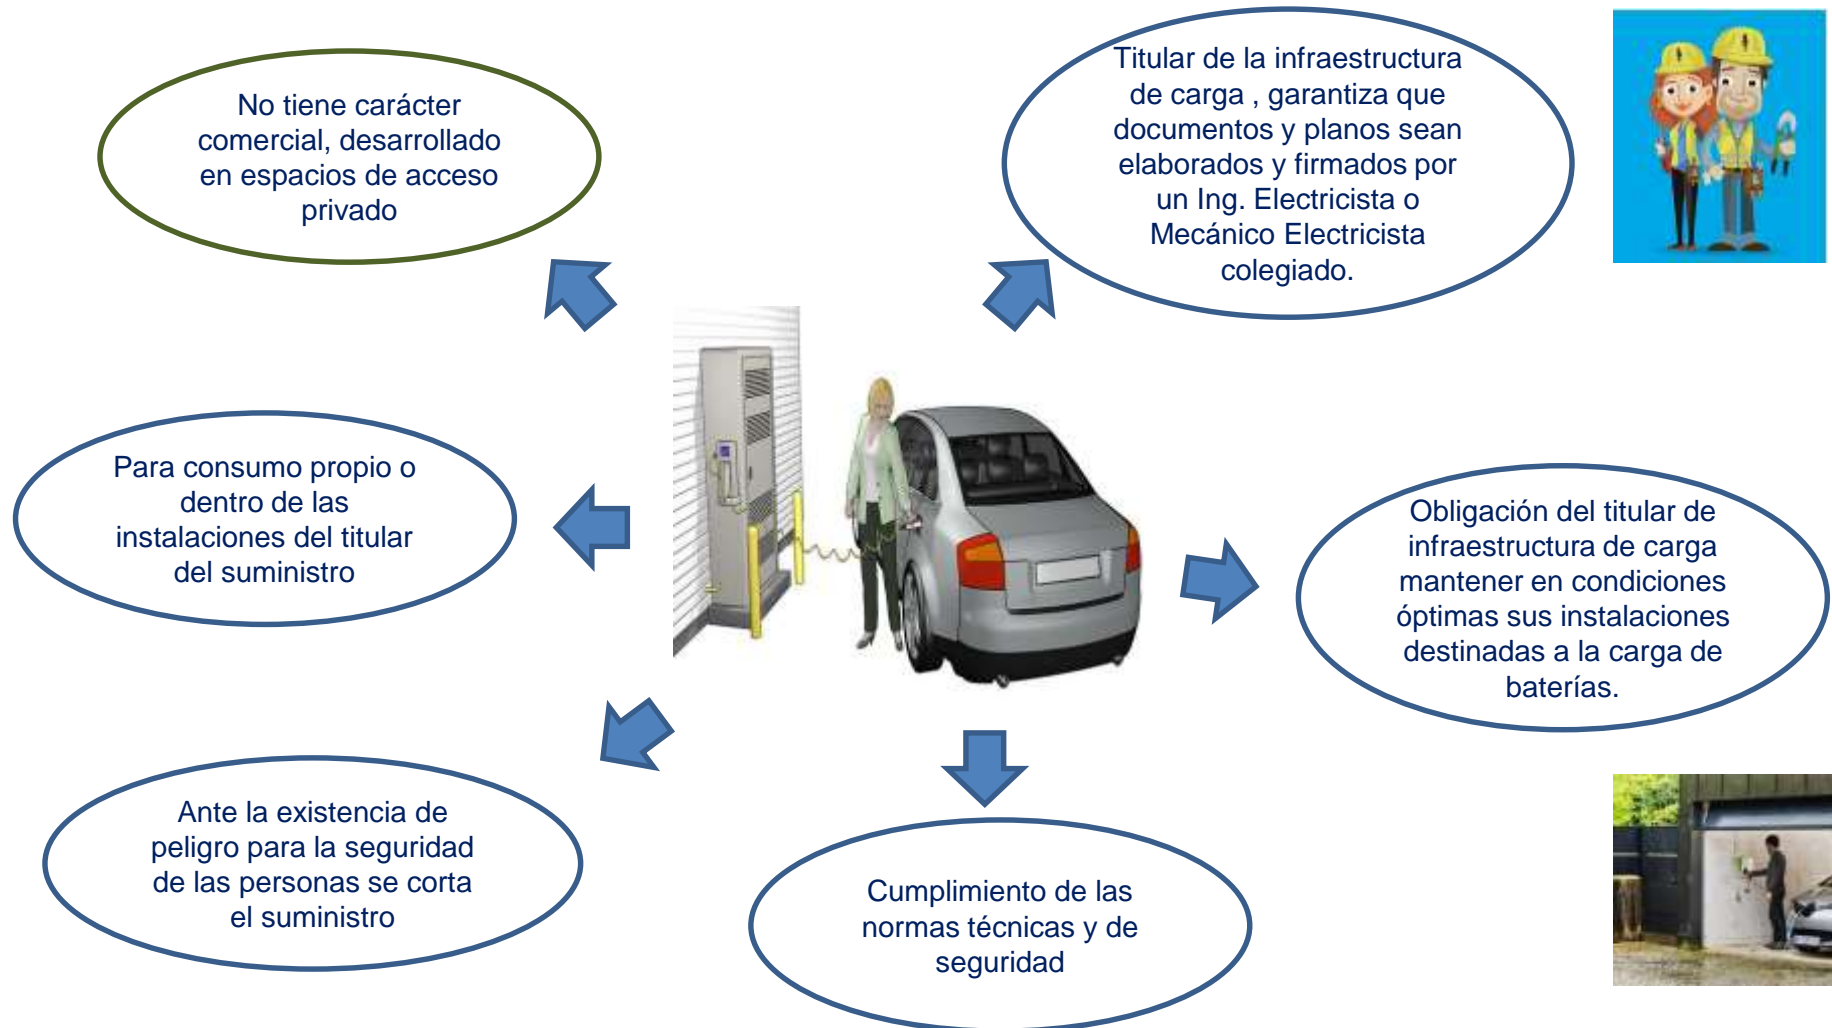 No tiene carácter
comercial, desarrollado
en espacios de acceso
privado
Titular de la infraestructura
de carga , garantiza que
documentos y planos sean
elaborados y firmados por
un Ing. Electricista o
Mecánico Electricista
colegiado.
Para consumo propio o
dentro de las
instalaciones del titular
del suministro
Obligación del titular de
infraestructura de carga
mantener en condiciones
óptimas sus instalaciones
destinadas a la carga de
baterías.
Ante la existencia de
peligro para la seguridad
de las personas se corta
el suministro
Cumplimiento de las
normas técnicas y de
seguridad